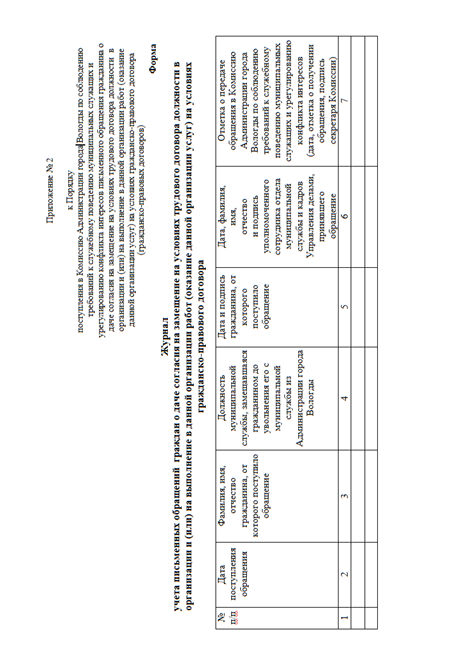 Приложение № 2
к Порядку
поступления в Комиссию Администрации города Вологды по соблюдению
требований к служебному поведению муниципальных служащих и
урегулированию конфликта интересов письменного обращения гражданина о
даче согласия на замещение на условиях трудового договора должности в
организации и (или) на выполнение в данной организации работ (оказание
данной организации услуг) на условиях гражданско-правового договора
(гражданско-правовых договоров)
Форма
Журнал
учета письменных обращений граждан о даче согласия на замещение на условиях трудового договора должности в
организации и (или) на выполнение в данной организации работ (оказание данной организации услуг) на условиях
гражданско-правового договора
№
п/п
Дата
поступления
обращения
Фамилия, имя,
отчество
гражданина, от
которого поступило
обращение
Должность
муниципальной
службы, замещавшаяся
гражданином до
увольнения его с
муниципальной
службы из
Администрации города
Вологды
Дата и подпись
гражданина, от
которого
поступило
обращение
Дата, фамилия,
имя,
отчество
и подпись
уполномоченного
сотрудника отдела
муниципальной
службы и кадров
Управления делами,
принявшего
обращение
Отметка о передаче
обращения в Комиссию
Администрации города
Вологды по соблюдению
требований к служебному
поведению муниципальных
служащих и урегулированию
конфликта интересов
(дата, отметка о получении
обращения, подпись
секретаря Комиссии)
1 2 3 4 5 6 7